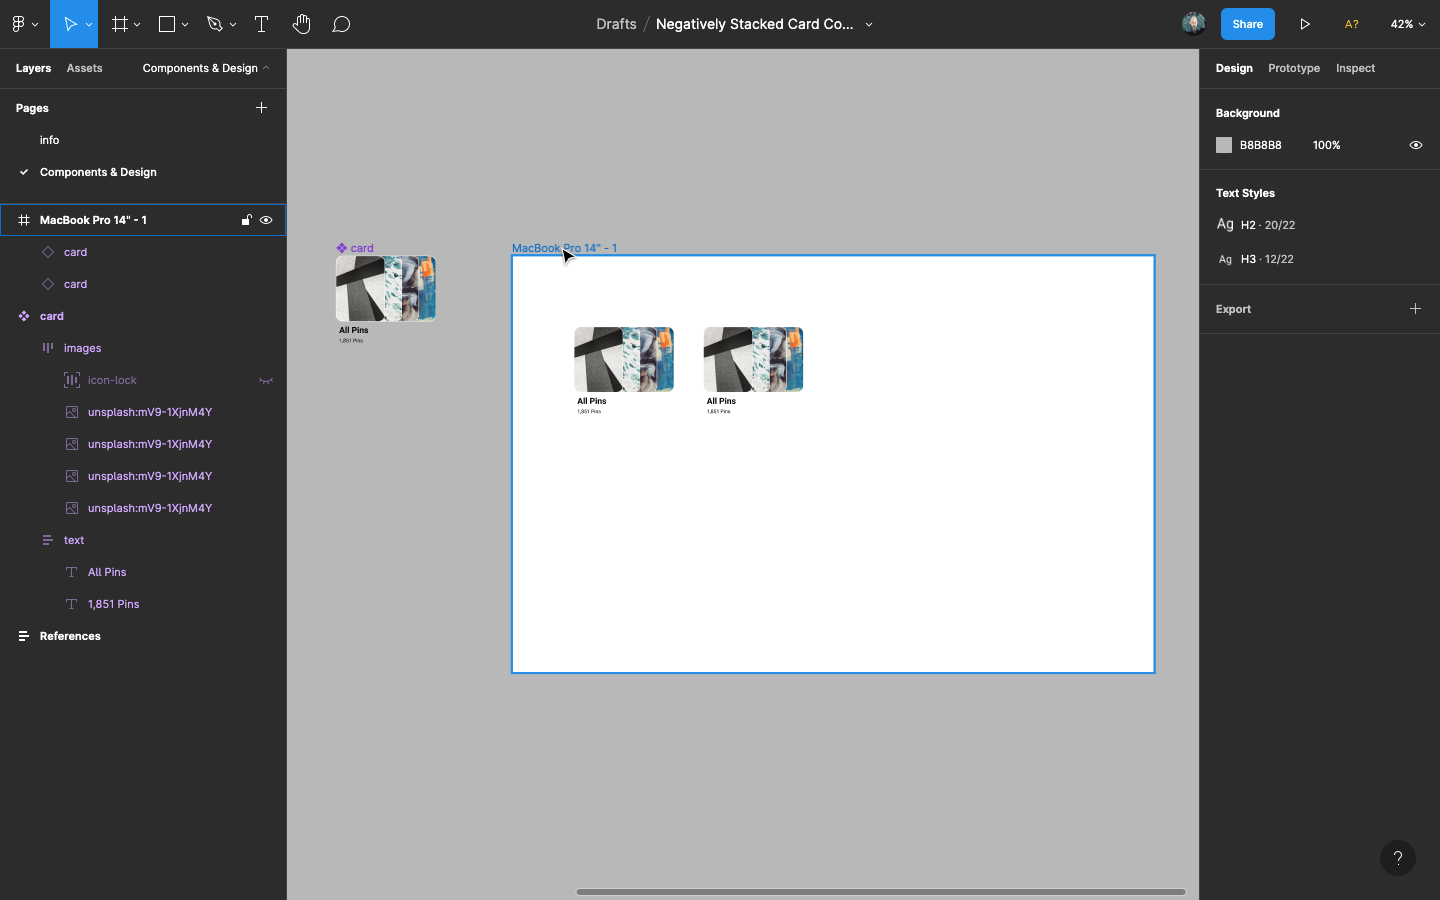 Drafts / Negatively Stacked Card Co...
Share
A?
42%
Layers
Assets
Components & Design
Pages
info
Components & Design
MacBook Pro 14" - 1
card
card
card
images
icon-lock
unsplash:mV9-1XjnM4Y
unsplash:mV9-1XjnM4Y
unsplash:mV9-1XjnM4Y
unsplash:mV9-1XjnM4Y
text
All Pins
1,851 Pins
References
card
All Pins
1,851 Pins
MacBook Pro 14" - 1
All Pins
1,851 Pins
All Pins
1,851 Pins
Design
Prototype
Inspect
Background
B8B8B8
100%
Text Styles
Ag H2 · 20/22
Ag H3 · 12/22
Export
?